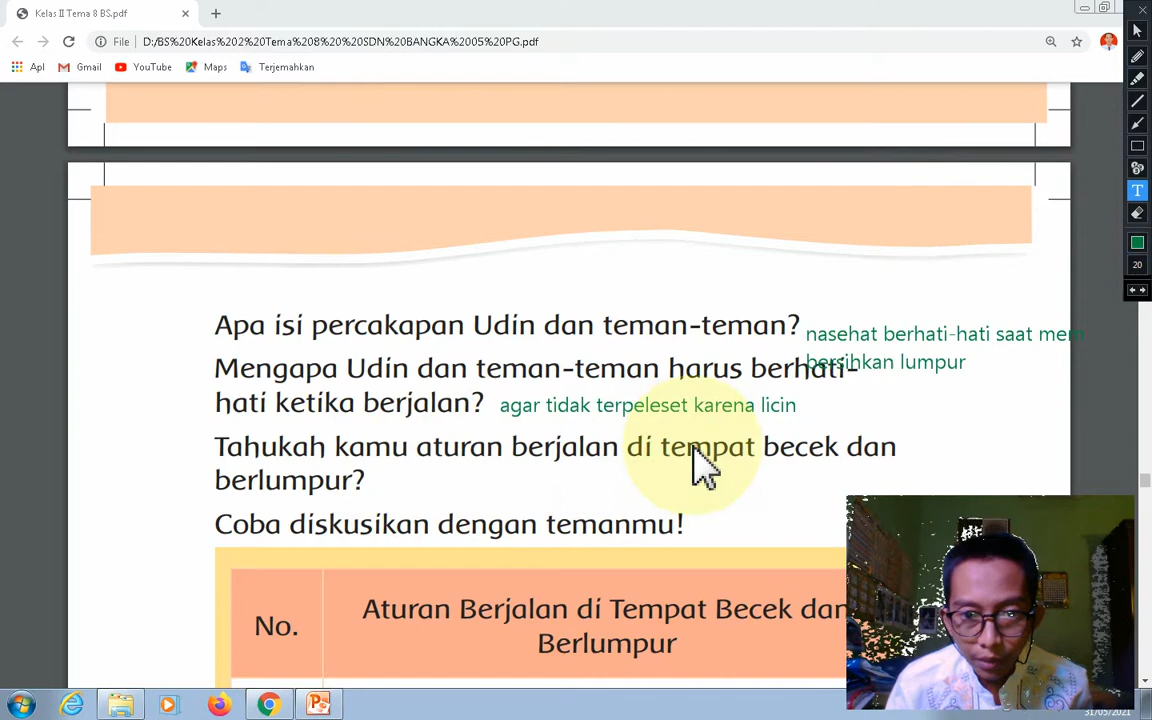 Kelas II Tema 8 BS.pdf
File
D:/BS%20Kelas%202%20Tema%208%20%20SDN%20BANGKA%2005%20PG.pdf
Apl
Gmail
YouTube
Maps
Terjemahkan
T
20
Apa isi percakapan Udin dan teman-teman?
nasehat berhati-hati saat mem
bersihkan lumpur
Mengapa Udin dan teman-teman harus berhati-
hati ketika berjalan?
agar tidak terpeleset karena licin
Tahukah kamu aturan berjalan di tempat becek dan
berlumpur?
Coba diskusikan dengan temanmu!
No.
Aturan Berjalan di Tempat Becek dan
Berlumpur
31/05/2021